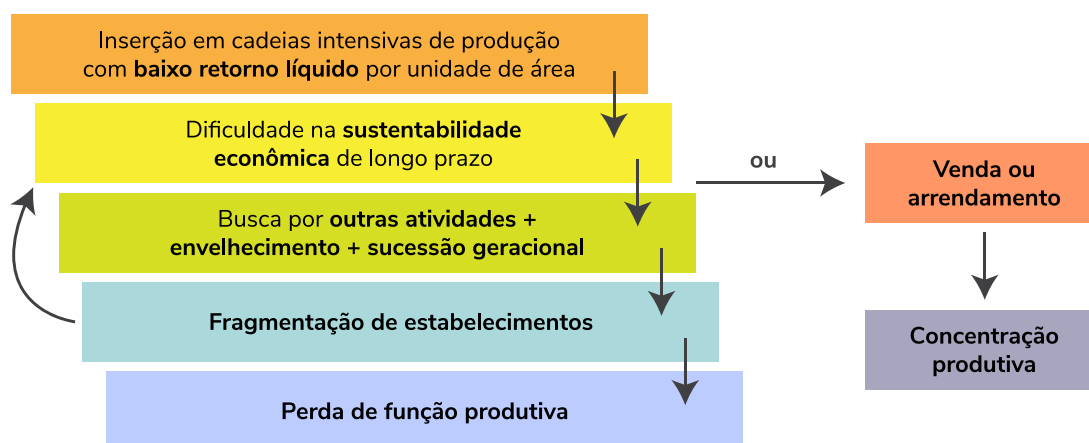 Inserção em cadeias intensivas de produção
com baixo retorno líquido por unidade de área
Dificuldade na sustentabilidade
econômica de longo prazo
Busca por outras atividades +
envelhecimento + sucessão geracional
Fragmentação de estabelecimentos
Perda de função produtiva
ou
Venda ou
arrendamento
Concentração
produtiva